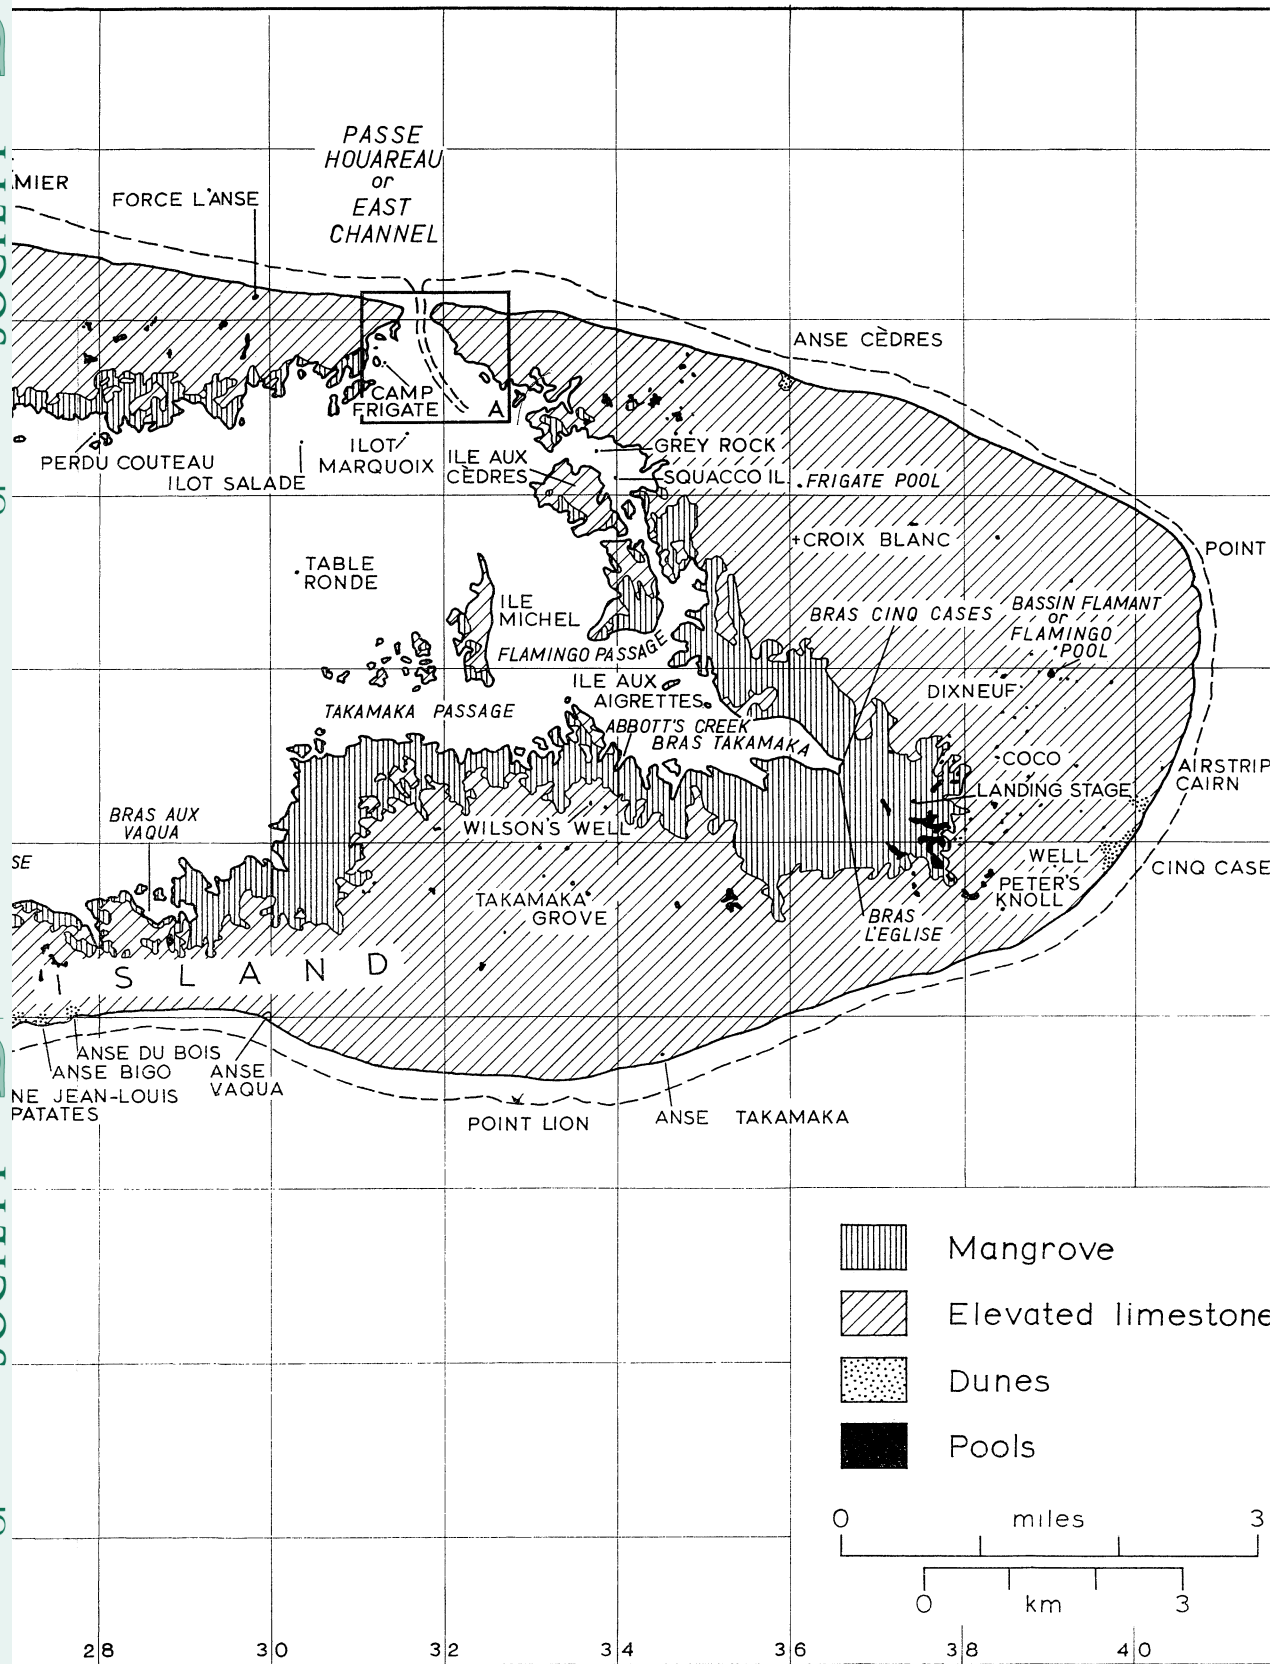 PASSE
HOUAREAU
or
EAST
CHANNEL
MIER
FORCE L'ANSE
ANSE CÈDRES
CAMP
FRIGATE
A
PERDU COUTEAU
ILOT SALADE
ILOT
MARQUOIX
ILE AUX
CÈDRES
GREY ROCK
SQUACCO IL.
FRIGATE POOL
CROIX BLANC
POINT
TABLE
RONDE
ILE
MICHEL
FLAMINGO PASSAGE
BRAS CINQ CASES
BASSIN FLAMANT
or
FLAMINGO
POOL
ILE AUX
AIGRETTES
DIXNEUF
TAKAMAKA PASSAGE
ABBOTT'S CREEK
BRAS TAKAMAKA
COCO
LANDING STAGE
AIRSTRIP
CAIRN
BRAS AUX
VAQUA
WILSON'S WELL
SE
WELL
CINQ CASE
PETER'S
KNOLL
TAKAMAKA
GROVE
BRAS
L'EGLISE
I S L A N D
ANSE DU BOIS
ANSE BIGO
ANSE
VAQUA
NE JEAN-LOUIS
PATATES
POINT LION
ANSE TAKAMAKA
Mangrove
Elevated limestone
Dunes
Pools
0 miles 3
0 km 3
28 30 32 34 36 38 40